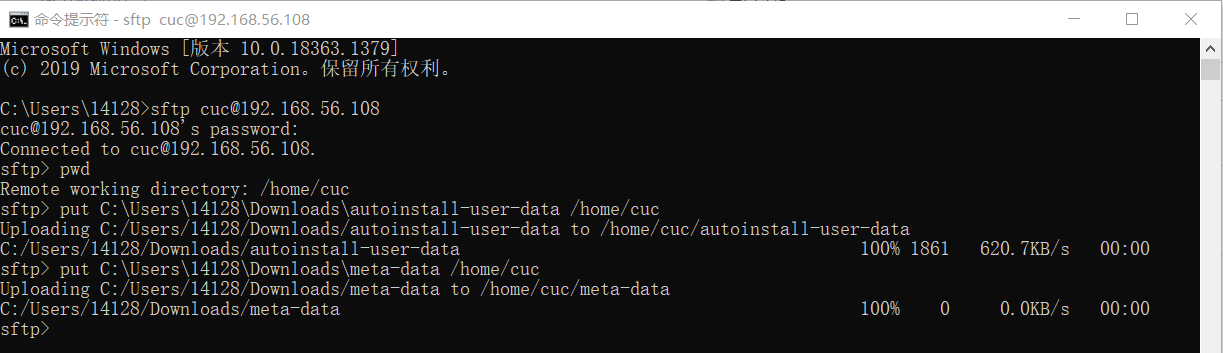 命令提示符 - sftp  cuc@192.168.56.108
Microsoft Windows [版本 10.0.18363.1379]
(c) 2019 Microsoft Corporation。保留所有权利。
C:\Users\14128>sftp cuc@192.168.56.108
cuc@192.168.56.108's password:
Connected to cuc@192.168.56.108.
sftp> pwd
Remote working directory: /home/cuc
sftp> put C:\Users\14128\Downloads\autoinstall-user-data /home/cuc
Uploading C:/Users/14128/Downloads/autoinstall-user-data to /home/cuc/autoinstall-user-data
C:/Users/14128/Downloads/autoinstall-user-data 100% 1861 620.7KB/s 00:00
sftp> put C:\Users\14128\Downloads\meta-data /home/cuc
Uploading C:/Users/14128/Downloads/meta-data to /home/cuc/meta-data
C:/Users/14128/Downloads/meta-data 100% 0 0.0KB/s 00:00
sftp>